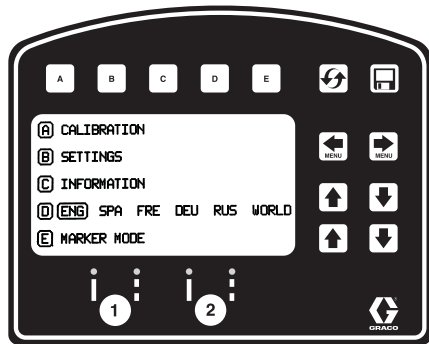 A B C D E
A CALIBRATION
B SETTINGS
C INFORMATION
D ENG SPA FRE DEU RUS WORLD
E MARKER MODE
MENU MENU
1 2
GRACO